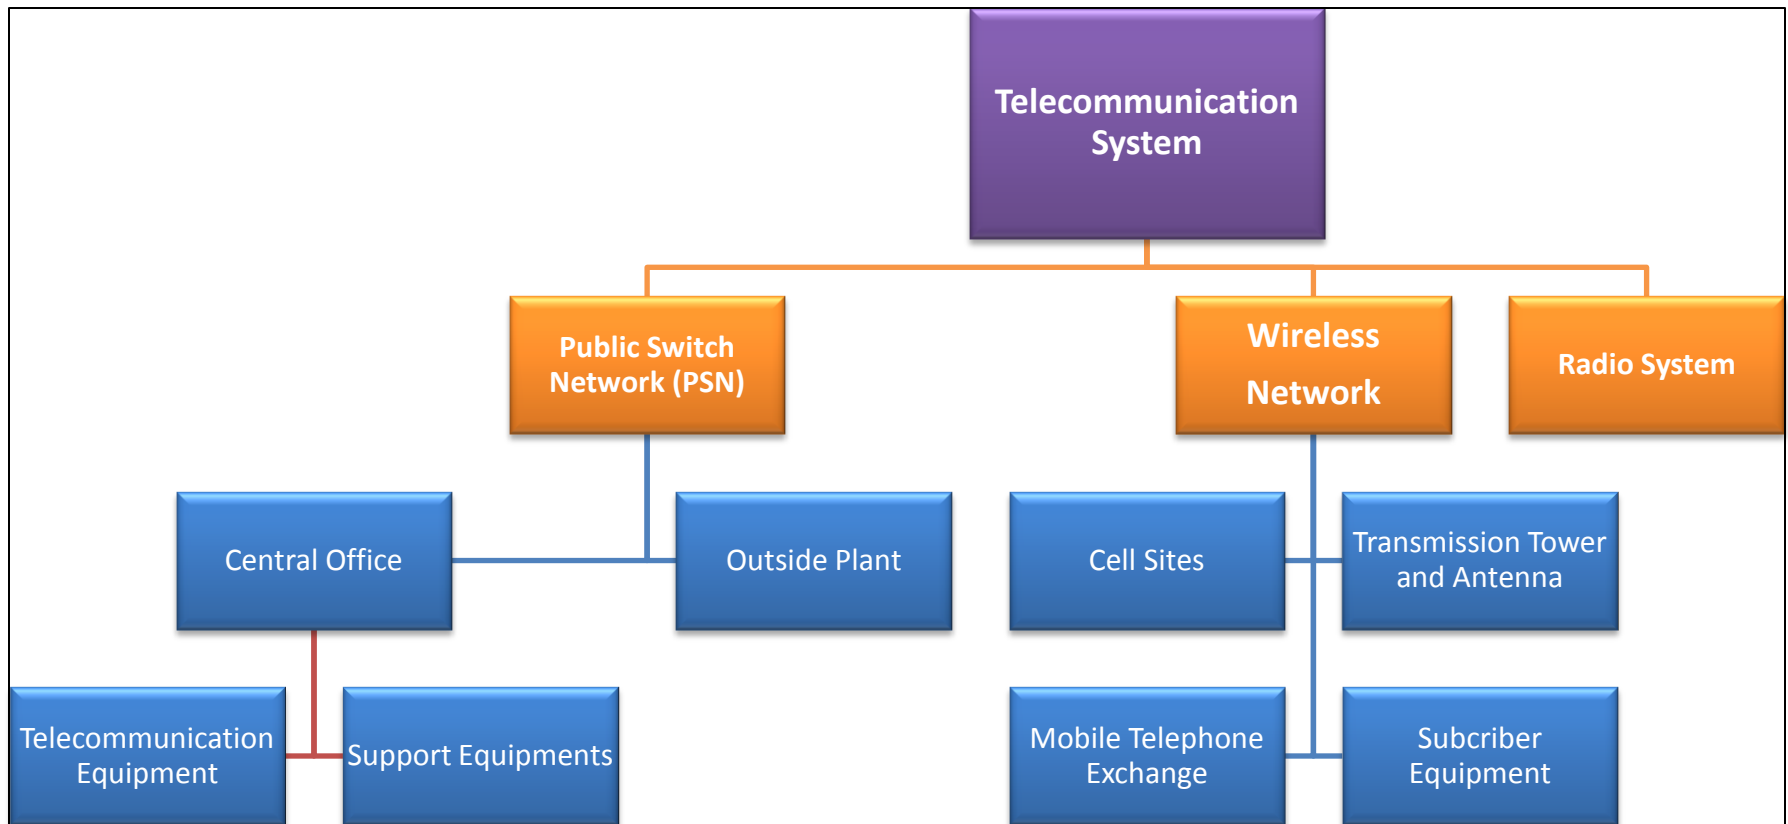 Telecommunication
System
Public Switch
Network (PSN)
Wireless
Network
Radio System
Central Office
Outside Plant
Cell Sites
Transmission Tower
and Antenna
Telecommunication
Equipment
Support Equipments
Mobile Telephone
Exchange
Subcriber
Equipment